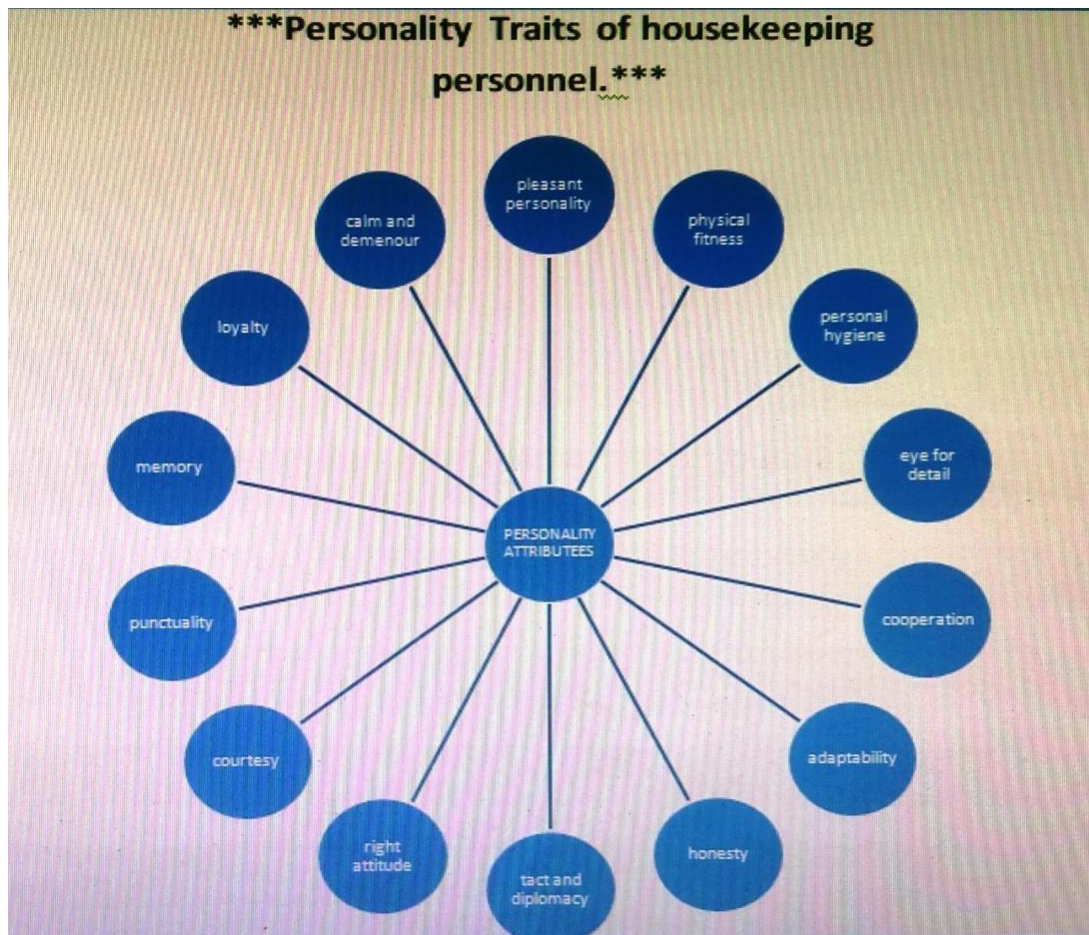 ***Personality Traits of housekeeping
personnel.***
pleasant
personality
physical
fitness
personal
hygiene
eye for
detail
cooperation
adaptability
honesty
tact and
diplomacy
right
attitude
courtesy
punctuality
memory
loyalty
calm and
demenour
PERSONALITY
ATTRIBUTEES